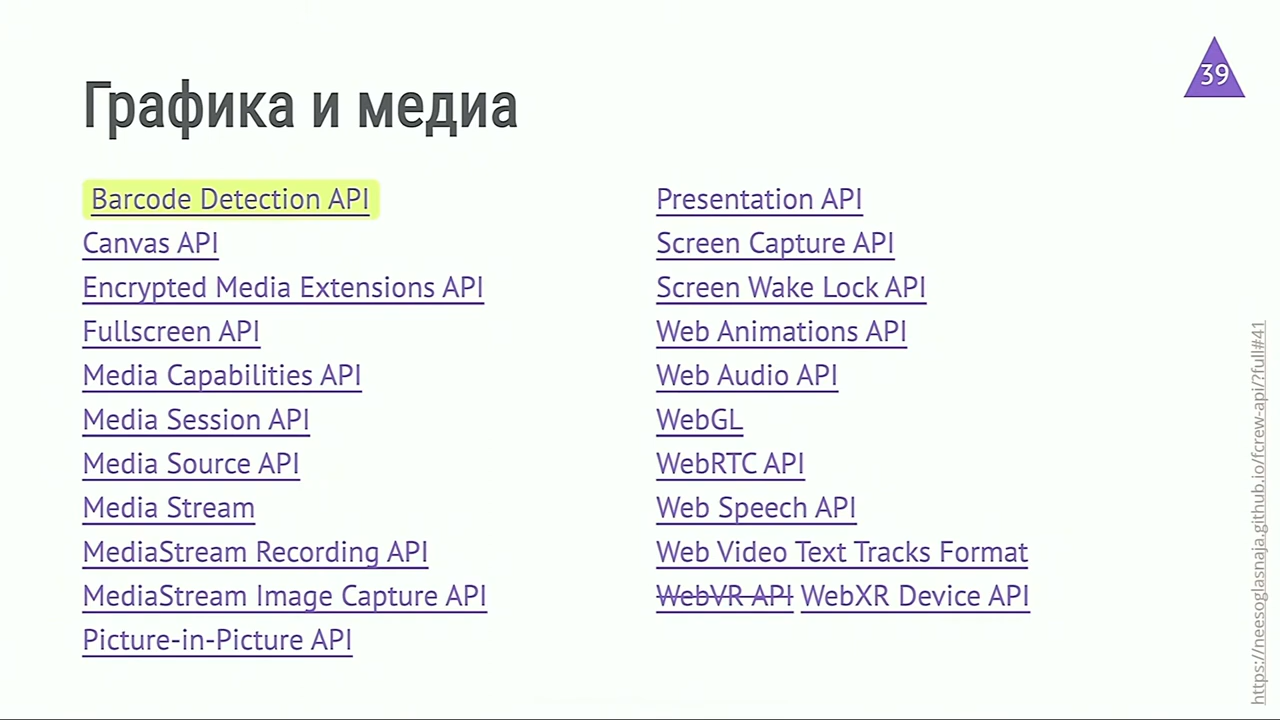 Графика и медиа
39
Barcode Detection API
Canvas API
Encrypted Media Extensions API
Fullscreen API
Media Capabilities API
Media Session API
Media Source API
Media Stream
MediaStream Recording API
MediaStream Image Capture API
Picture-in-Picture API
Presentation API
Screen Capture API
Screen Wake Lock API
Web Animations API
Web Audio API
WebGL
WebRTC API
Web Speech API
Web Video Text Tracks Format
WebVR API WebXR Device API
https://neesoglasnaja.github.io/fcrew-api/?full#41